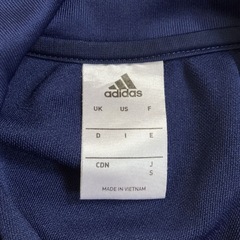 adidas
UK US F
D I E
CDN J
S
MADE IN VIETNAM